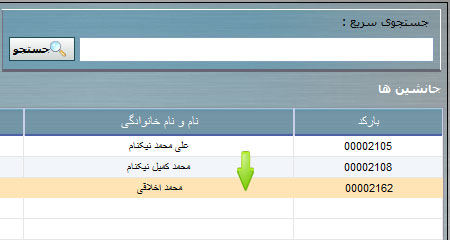 جستجوی سریع :
جستجو
جانشین ها
بارکد نام و نام خانوادگی
00002105 علی محمد نیکنام
00002108 محمد کمیل نیکنام
00002162 محمد اخلاقی